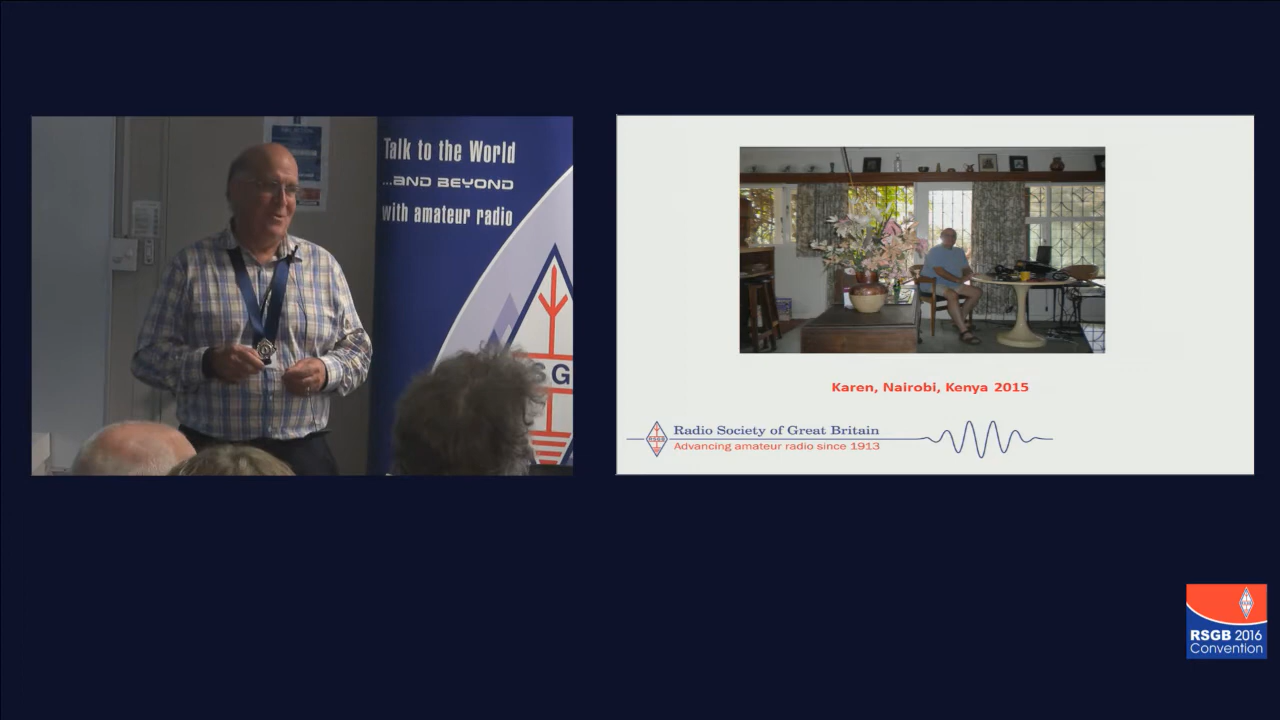 Talk to the World
...AND BEYOND
with amateur radio
SG
Karen, Nairobi, Kenya 2015
Radio Society of Great Britain
Advancing amateur radio since 1913
RSGB 2016
Convention